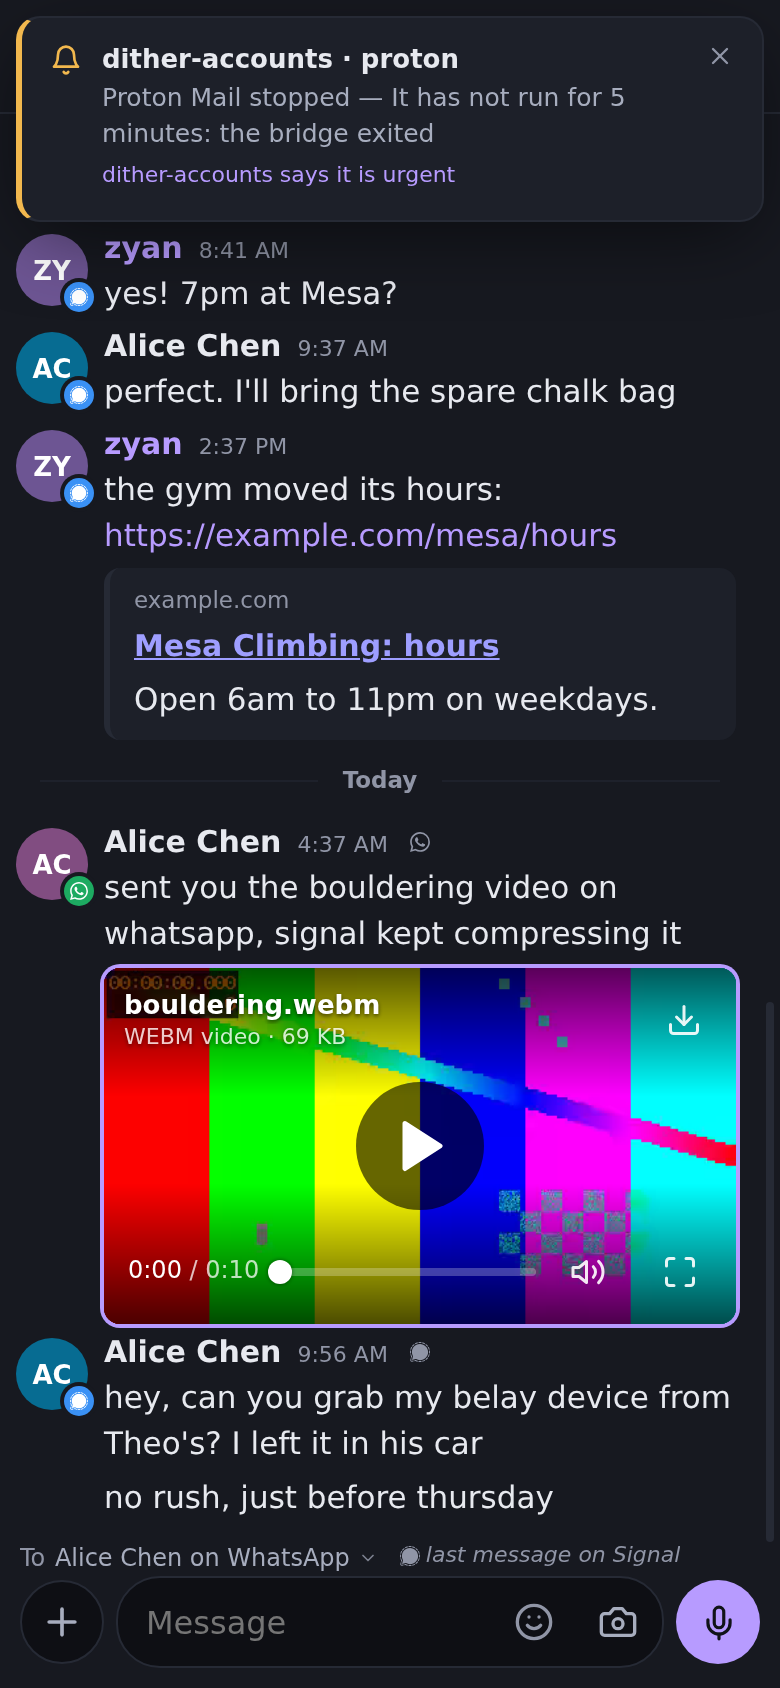 dither-accounts · proton
Proton Mail stopped — It has not run for 5
minutes: the bridge exited
dither-accounts says it is urgent
ZY
zyan 8:41 AM
yes! 7pm at Mesa?
AC
Alice Chen 9:37 AM
perfect. I'll bring the spare chalk bag
ZY
zyan 2:37 PM
the gym moved its hours:
https://example.com/mesa/hours
example.com
Mesa Climbing: hours
Open 6am to 11pm on weekdays.
Today
AC
Alice Chen 4:37 AM
sent you the bouldering video on
whatsapp, signal kept compressing it
00:00:00.000
bouldering.webm
WEBM video · 69 KB
0:00 / 0:10
AC
Alice Chen 9:56 AM
hey, can you grab my belay device from
Theo's? I left it in his car
no rush, just before thursday
To Alice Chen on WhatsApp last message on Signal
Message